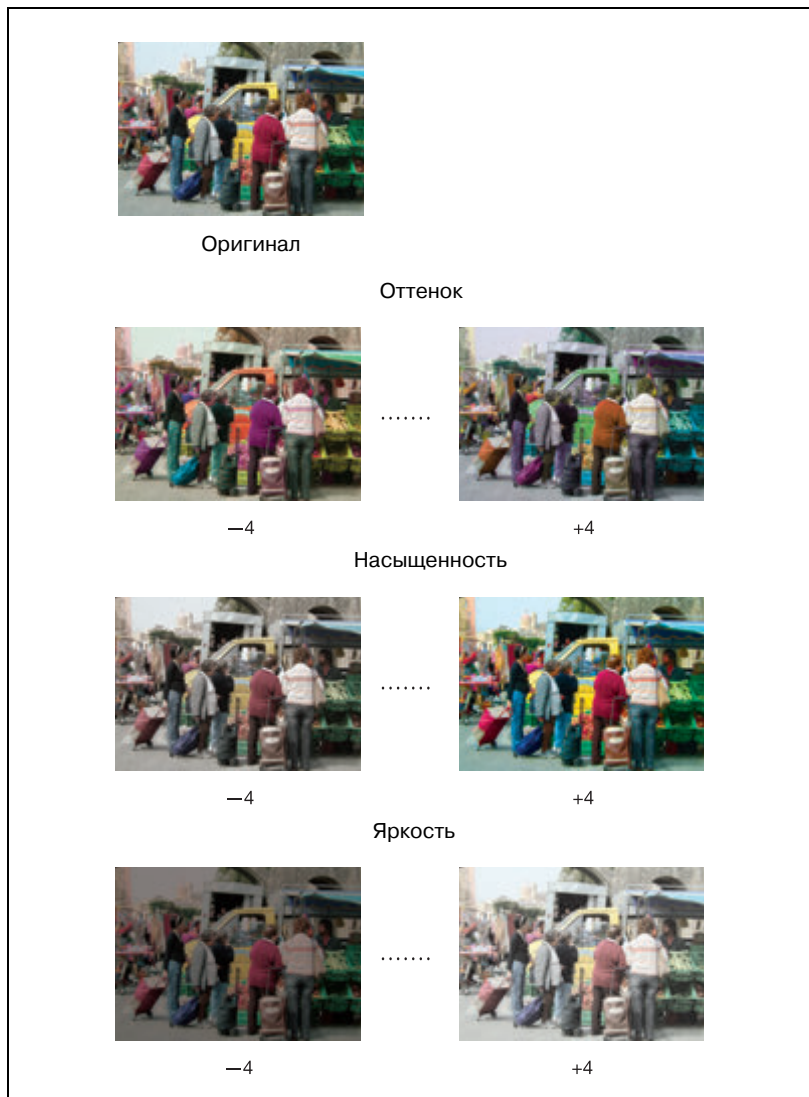 Оригинал
Оттенок
.......
—4
+4
Насыщенность
.......
—4
+4
Яркость
.......
—4
+4